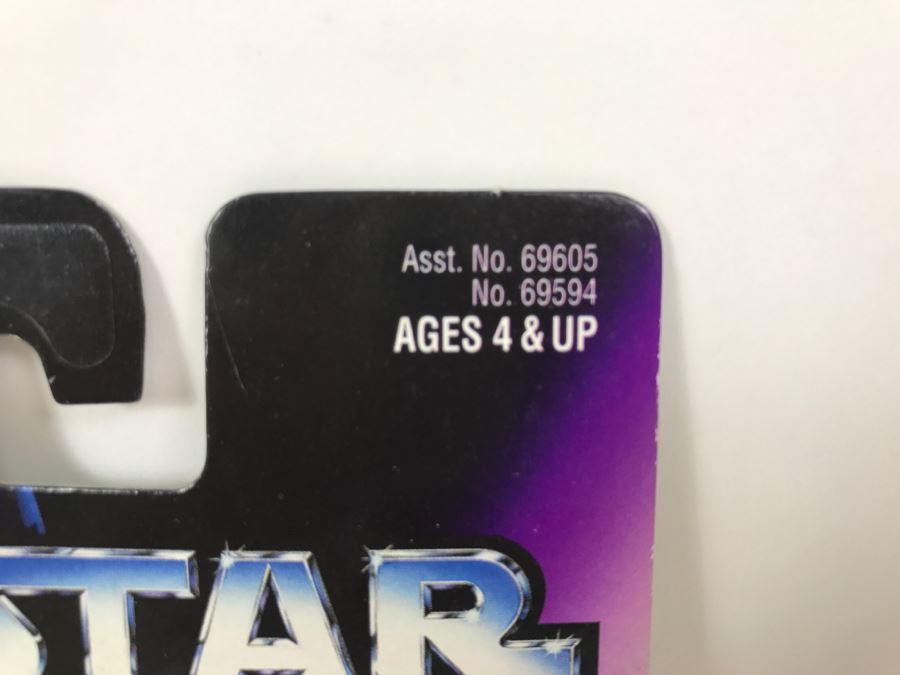 Asst. No. 69605
No. 69594
AGES 4 & UP
STAR